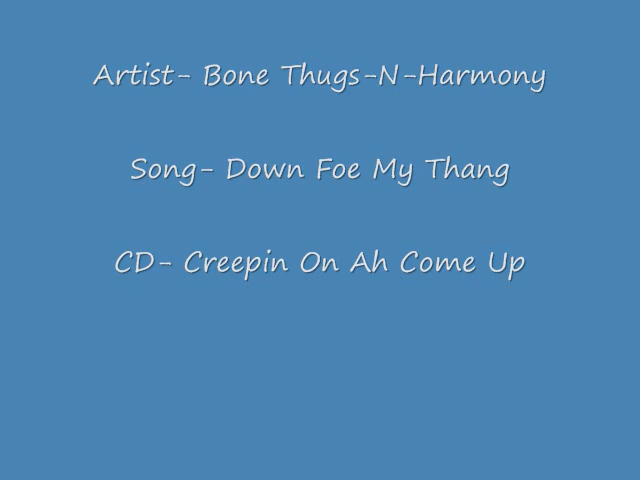 Artist- Bone Thugs-N-Harmony
Song- Down Foe My Thang
CD- Creepin On Ah Come Up